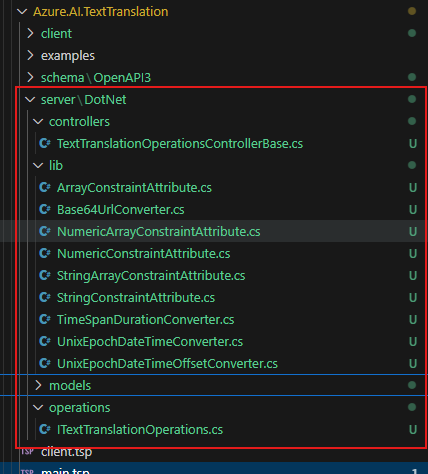 Azure.AI.TextTranslation
client
examples
schema\OpenAPI3
server\DotNet
controllers
C# TextTranslationOperationsControllerBase.cs U
lib
C# ArrayConstraintAttribute.cs U
C# Base64UrlConverter.cs U
C# NumericArrayConstraintAttribute.cs U
C# NumericConstraintAttribute.cs U
C# StringArrayConstraintAttribute.cs U
C# StringConstraintAttribute.cs U
C# TimeSpanDurationConverter.cs U
C# UnixEpochDateTimeConverter.cs U
C# UnixEpochDateTimeOffsetConverter.cs U
models
operations
C# ITextTranslationOperations.cs U
TSP client.tsp
TSP main.tsp 1